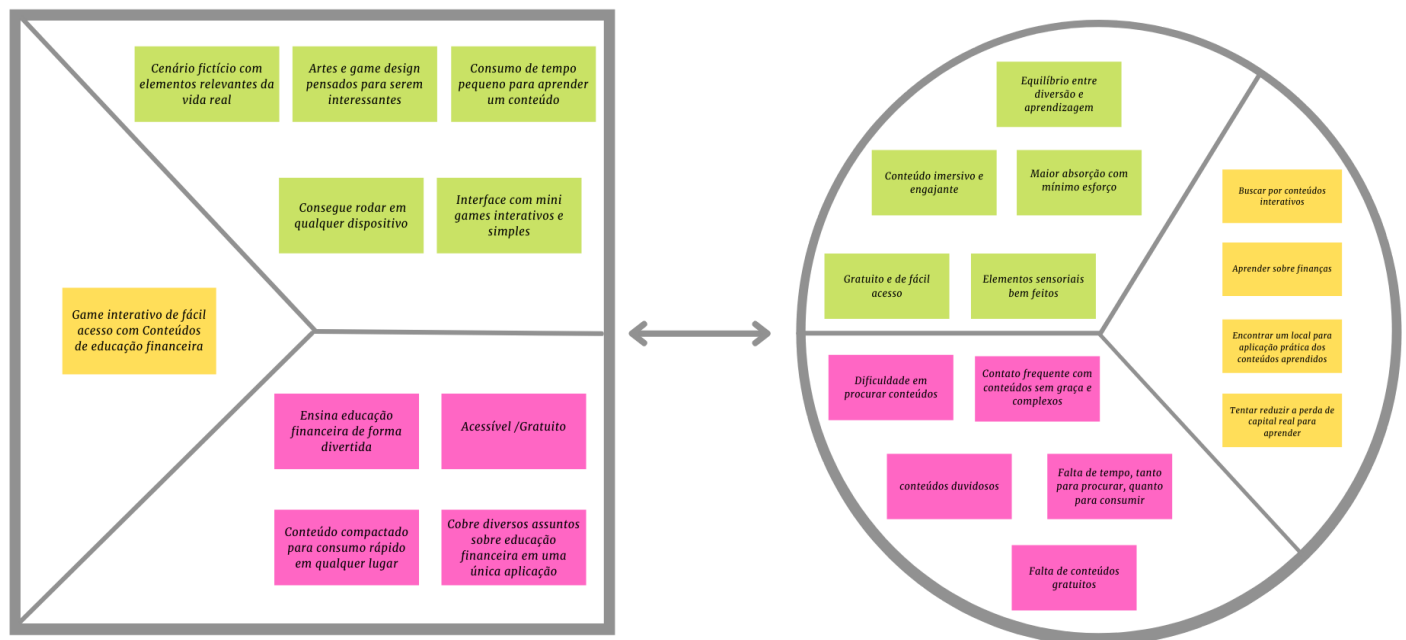 Cenário fictício com
elementos relevantes da
vida real
Artes e game design
pensados para serem
interessantes
Consumo de tempo
pequeno para aprender
um conteúdo
Consegue rodar em
qualquer dispositivo
Interface com mini
games interativos e
simples
Game interativo de fácil
acesso com Conteúdos
de educação financeira
Ensina educação
financeira de forma
divertida
Acessível /Gratuito
Conteúdo compactado
para consumo rápido
em qualquer lugar
Cobre diversos assuntos
sobre educação
financeira em uma
única aplicação
Equilíbrio entre
diversão e
aprendizagem
Conteúdo imersivo e
engajante
Maior absorção com
mínimo esforço
Gratuito e de fácil
acesso
Elementos sensoriais
bem feitos
Buscar por conteúdos
interativos
Aprender sobre finanças
Encontrar um local para
aplicação prática dos
conteúdos aprendidos
Tentar reduzir a perda de
capital real para
aprender
Dificuldade em
procurar conteúdos
Contato frequente com
conteúdos sem graça e
complexos
conteúdos duvidosos
Falta de tempo, tanto
para procurar, quanto
para consumir
Falta de conteúdos
gratuitos